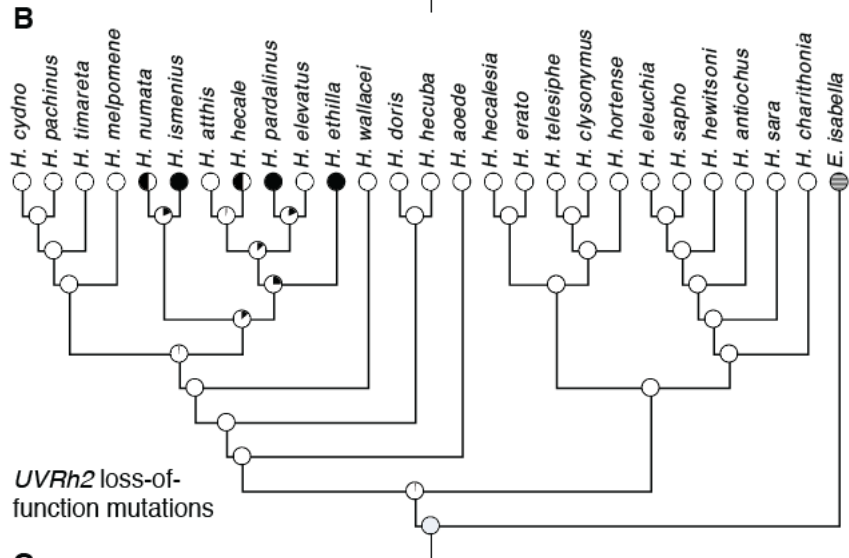 B
H. cydno
H. pachinus
H. timareta
H. melpomene
H. numata
H. ismenius
H. atthis
H. hecale
H. pardalinus
H. elevatus
H. ethilla
H. wallacei
H. doris
H. hecuba
H. aoede
H. hecalesia
H. erato
H. telesiphe
H. clysonymus
H. hortense
H. eleuchia
H. sapho
H. hewitsoni
H. antiochus
H. sara
H. charithonia
E. isabella
UVRh2 loss-of-
function mutations